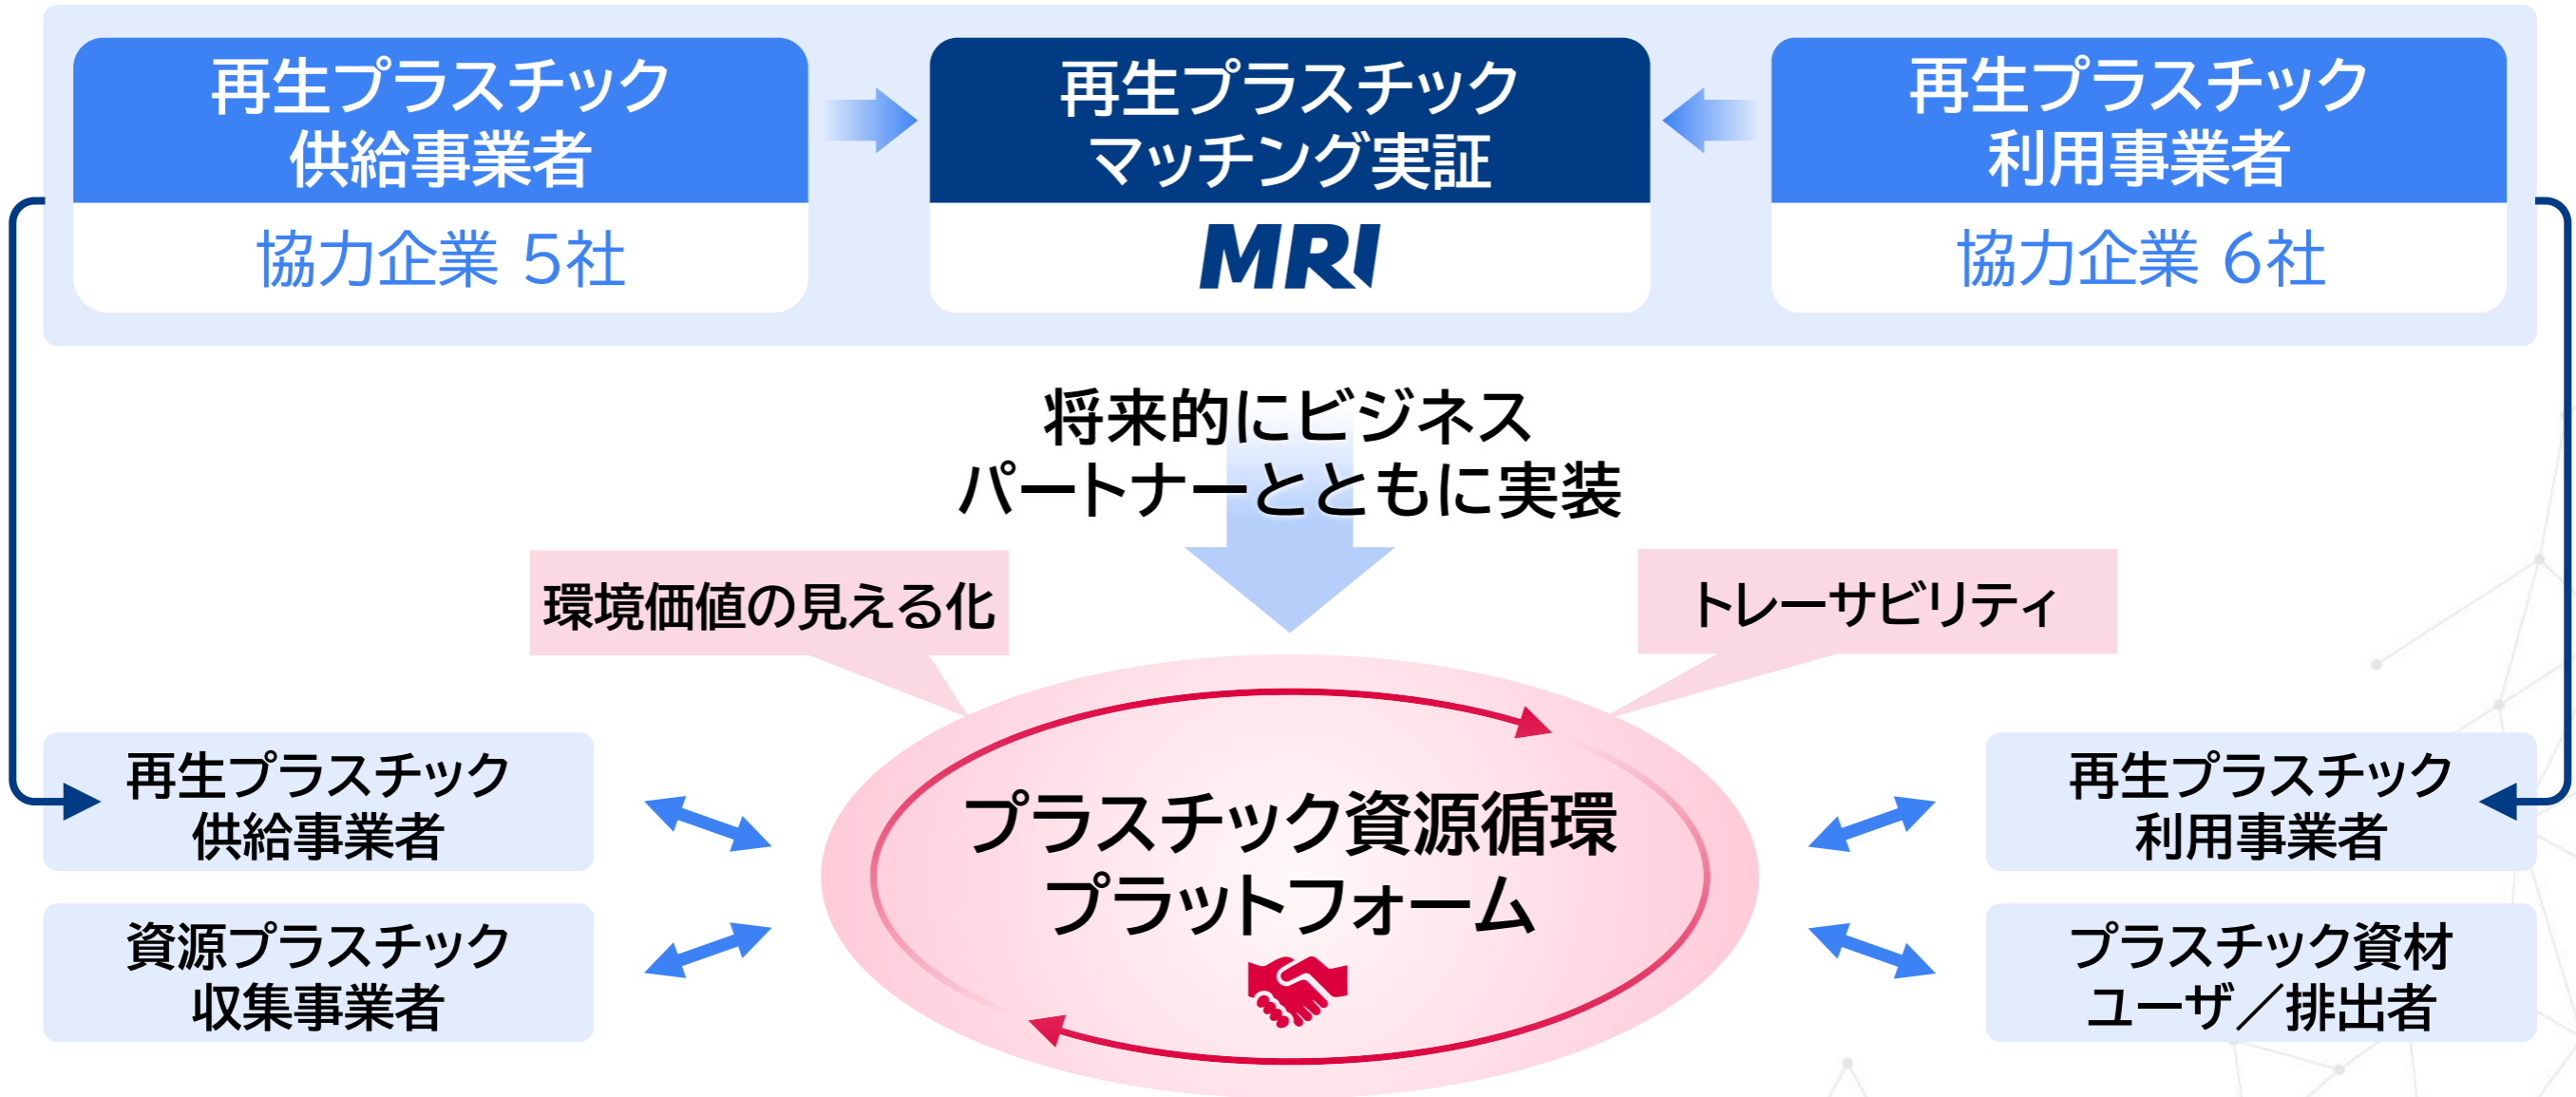 再生プラスチック
供給事業者
協力企業 5社
再生プラスチック
マッチング実証
MRI
再生プラスチック
利用事業者
協力企業 6社
将来的にビジネス
パートナーとともに実装
環境価値の見える化
トレーサビリティ
再生プラスチック
供給事業者
資源プラスチック
収集事業者
プラスチック資源循環
プラットフォーム
再生プラスチック
利用事業者
プラスチック資材
ユーザ／排出者